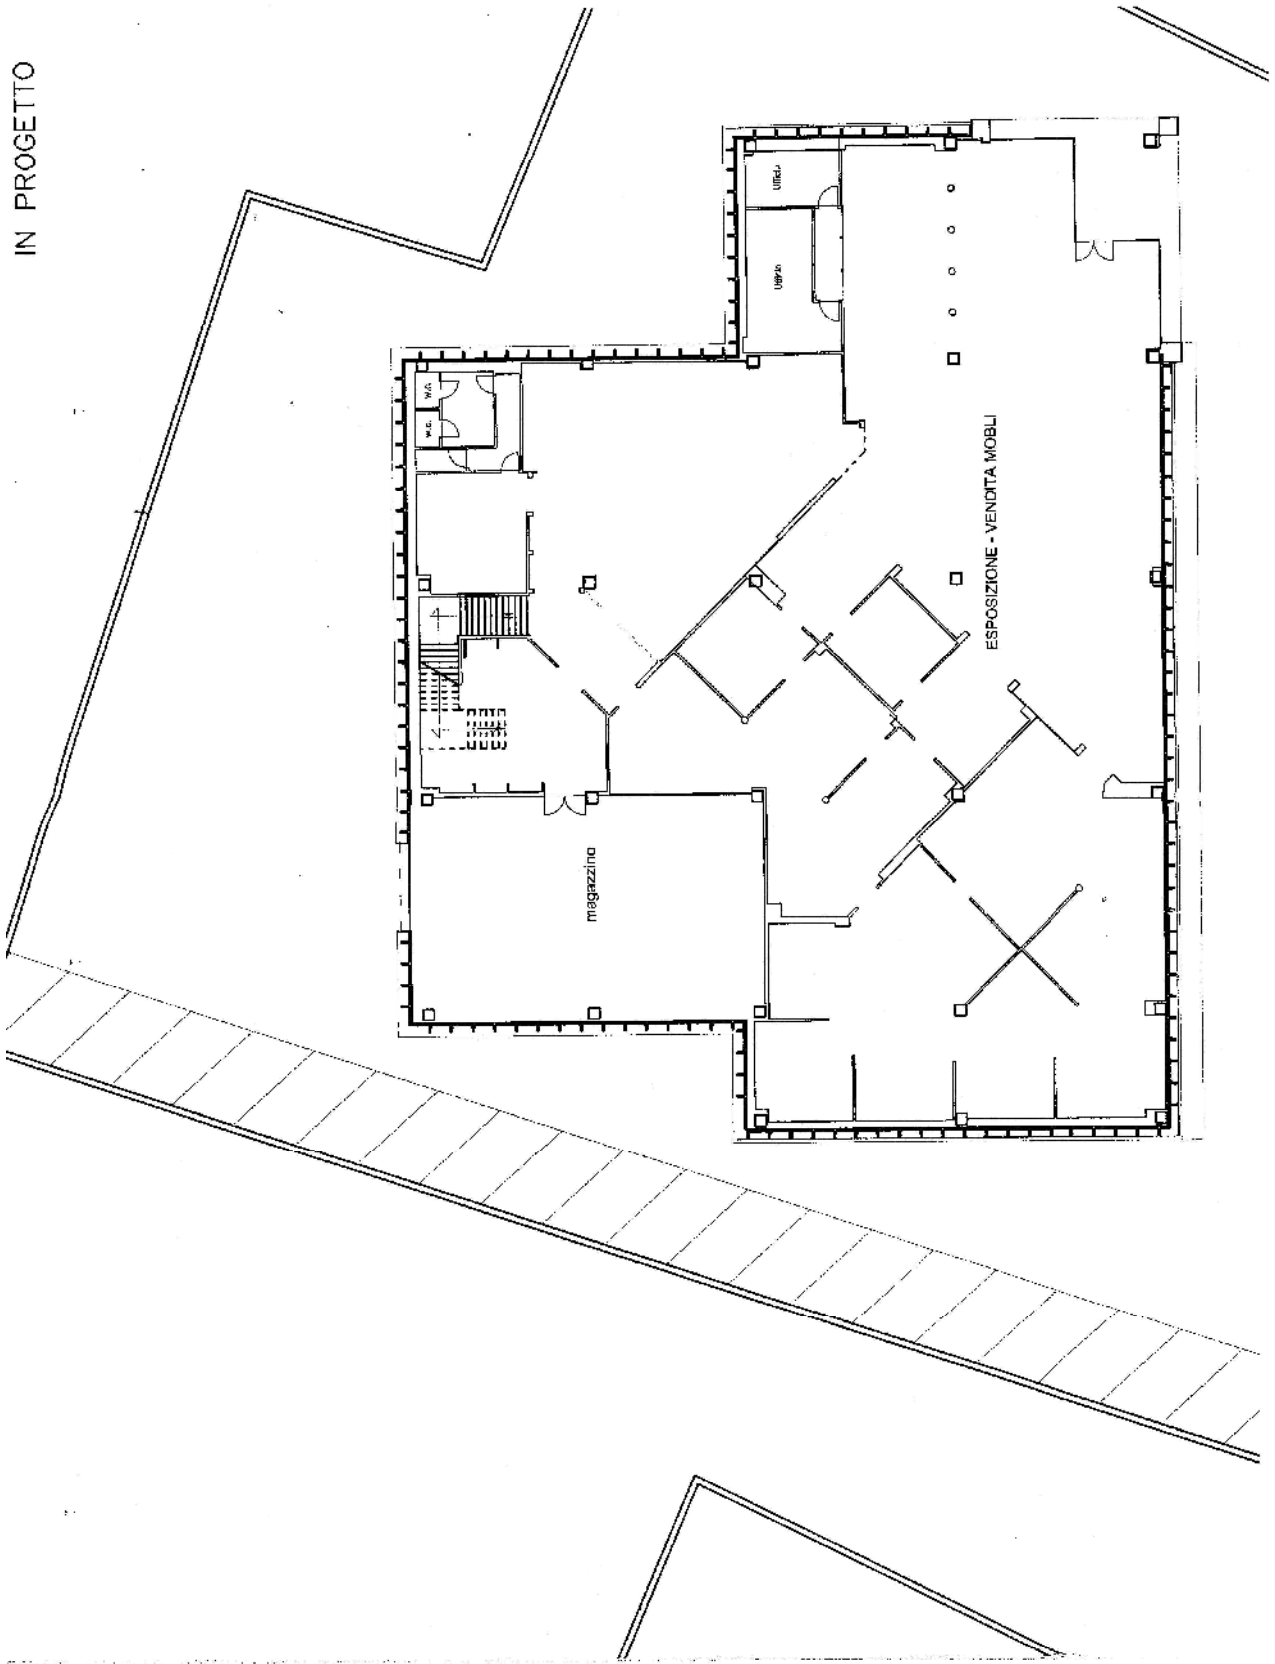 IN PROGETTO
Ufficio
Ufficio
W.C.
W.C.
ESPOSIZIONE - VENDITA MOBLI
magazzino